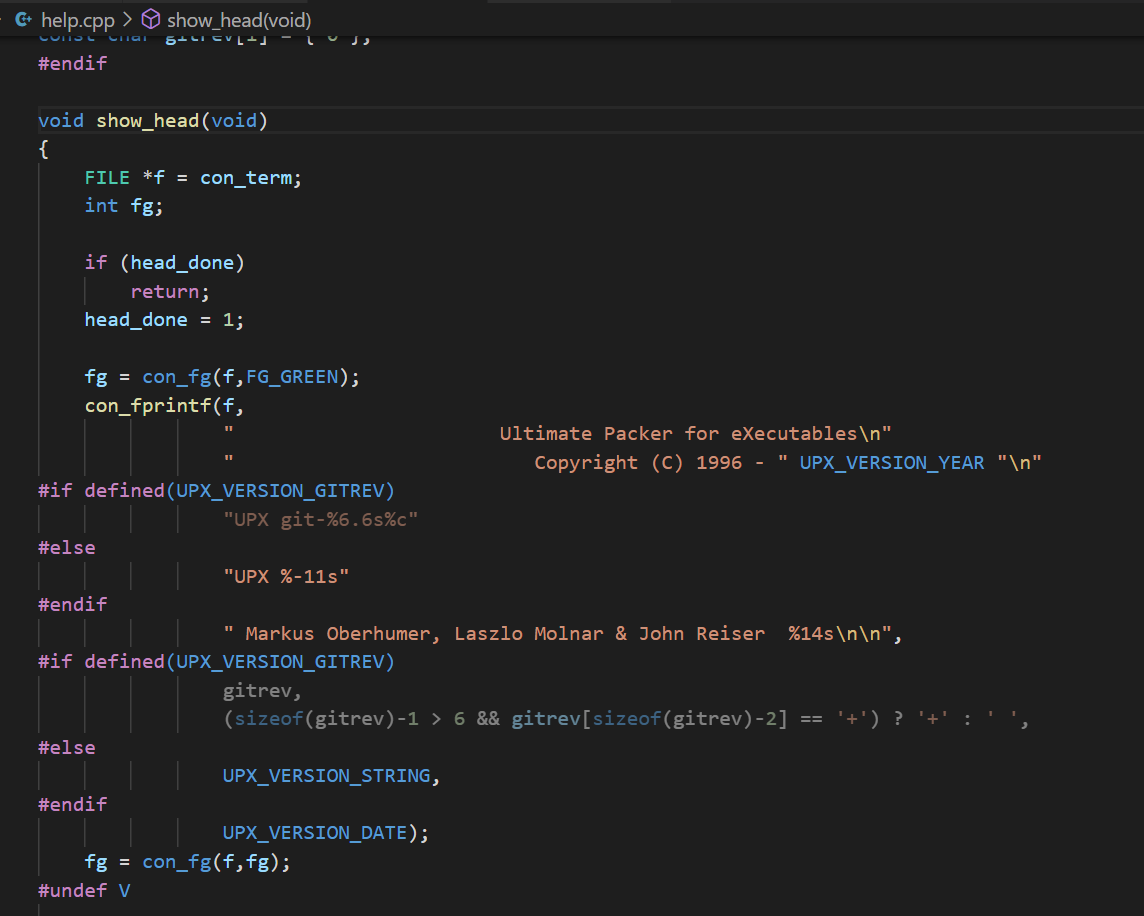 help.cpp > show_head(void)
const char gitrev[1] = { 0 };
#endif
void show_head(void)
{
FILE *f = con_term;
int fg;
if (head_done)
return;
head_done = 1;
fg = con_fg(f,FG_GREEN);
con_fprintf(f,
"                       Ultimate Packer for eXecutables\n"
"                          Copyright (C) 1996 - " UPX_VERSION_YEAR "\n"
#if defined(UPX_VERSION_GITREV)
"UPX git-%6.6s%c"
#else
"UPX %-11s"
#endif
" Markus Oberhumer, Laszlo Molnar & John Reiser  %14s\n\n",
#if defined(UPX_VERSION_GITREV)
gitrev,
(sizeof(gitrev)-1 > 6 && gitrev[sizeof(gitrev)-2] == '+') ? '+' : ' ',
#else
UPX_VERSION_STRING,
#endif
UPX_VERSION_DATE);
fg = con_fg(f,fg);
#undef V